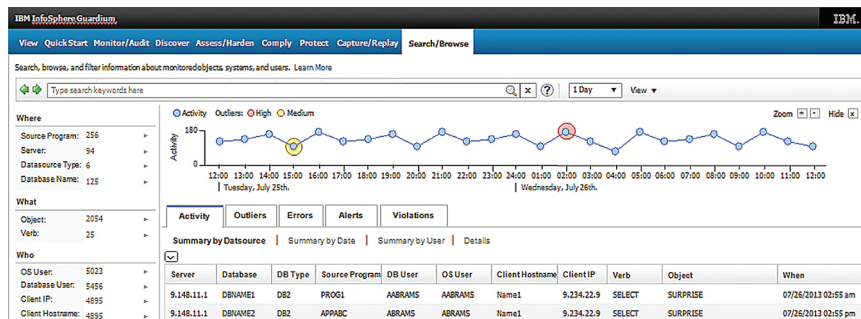 IBM InfoSphere Guardium
IBM.
View QuickStart Monitor/Audit Discover Assess/Harden Comply Protect Capture/Replay Search/Browse
Search, browse, and filter information about monitored objects, systems, and users. Learn More
Type search keywords here
1 Day
View
Where
Source Program: 256
Server: 94
Datasource Type: 6
Database Name: 125
What
Object: 2054
Verb: 25
Who
OS User: 5023
Database User: 5456
Client IP: 4895
Client Hostname: 4895
Activity Outliers: High Medium
Zoom + - Hide x
Activity
180
0
12:00 13:00 14:00 15:00 16:00 17:00 18:00 19:00 20:00 21:00 22:00 23:00 24:00 01:00 02:00 03:00 04:00 05:00 06:00 07:00 08:00 09:00 10:00 11:00 12:00
Tuesday, July 25th. Wednesday, July 26th.
Activity Outliers Errors Alerts Violations
Summary by Datsource | Summary by Date | Summary by User | Details
Server Database DB Type Source Program DB User OS User Client Hostname Client IP Verb Object When
9.148.11.1 DBNAME1 DB2 PROG1 AABRAMS AABRAMS Name1 9.234.22.9 SELECT SURPRISE 07/26/2013 02:55 am
9.148.11.1 DBNAME2 DB2 APPABC ABRAMS ABRAMS Name1 9.234.22.9 SELECT SURPRISE 07/26/2013 02:55 pm